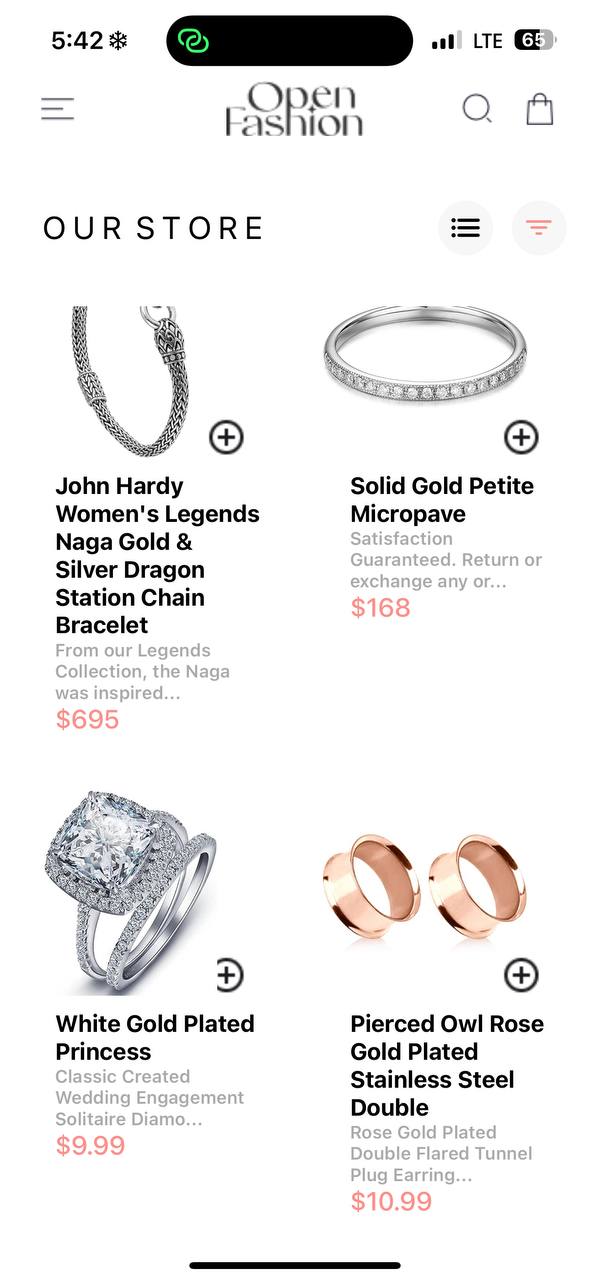 5:42
LTE
65
Open
Fashion
OUR STORE
John Hardy
Women's Legends
Naga Gold &
Silver Dragon
Station Chain
Bracelet
From our Legends
Collection, the Naga
was inspired...
$695
Solid Gold Petite
Micropave
Satisfaction
Guaranteed. Return or
exchange any or...
$168
White Gold Plated
Princess
Classic Created
Wedding Engagement
Solitaire Diamo...
$9.99
Pierced Owl Rose
Gold Plated
Stainless Steel
Double
Rose Gold Plated
Double Flared Tunnel
Plug Earring...
$10.99